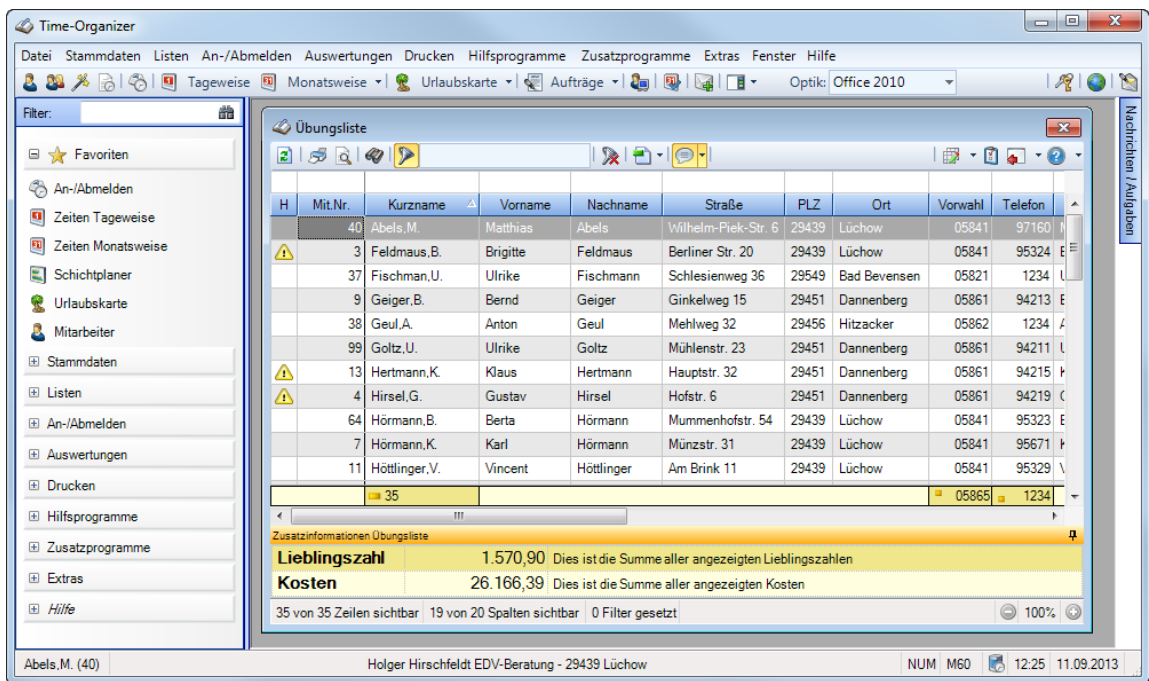 Time-Organizer
Datei Stammdaten Listen An-/Abmelden Auswertungen Drucken Hilfsprogramme Zusatzprogramme Extras Fenster Hilfe
Tageweise Monatsweise Urlaubskarte Aufträge Optik: Office 2010
Filter:
Nachrichten / Aufgaben
Favoriten
An-/Abmelden
Zeiten Tageweise
Zeiten Monatsweise
Schichtplaner
Urlaubskarte
Mitarbeiter
Stammdaten
Listen
An-/Abmelden
Auswertungen
Drucken
Hilfsprogramme
Zusatzprogramme
Extras
Hilfe
Übungsliste
H Mit.Nr. Kurzname Vorname Nachname Straße PLZ Ort Vorwahl Telefon
40 Abels,M. Matthias Abels Wilhelm-Piek-Str. 6 29439 Lüchow 05841 97160
3 Feldmaus,B. Brigitte Feldmaus Berliner Str. 20 29439 Lüchow 05841 95324
37 Fischman,U. Ulrike Fischmann Schlesienweg 36 29549 Bad Bevensen 05821 1234
9 Geiger,B. Bernd Geiger Ginkelweg 15 29451 Dannenberg 05861 94213
38 Geul,A. Anton Geul Mehlweg 32 29456 Hitzacker 05862 1234
99 Goltz,U. Ulrike Goltz Mühlenstr. 23 29451 Dannenberg 05861 94211
13 Hertmann,K. Klaus Hertmann Hauptstr. 32 29451 Dannenberg 05861 94215
4 Hirsel,G. Gustav Hirsel Hofstr. 6 29451 Dannenberg 05861 94219
64 Hörmann,B. Berta Hörmann Mummenhofstr. 54 29439 Lüchow 05841 95323
7 Hörmann,K. Karl Hörmann Münzstr. 31 29439 Lüchow 05841 95671
11 Höttlinger,V. Vincent Höttlinger Am Brink 11 29439 Lüchow 05841 95329
35 05865 1234
Zusatzinformationen Übungsliste
Lieblingszahl 1.570,90 Dies ist die Summe aller angezeigten Lieblingszahlen
Kosten 26.166,39 Dies ist die Summe aller angezeigten Kosten
35 von 35 Zeilen sichtbar 19 von 20 Spalten sichtbar 0 Filter gesetzt 100%
Abels,M. (40) Holger Hirschfeldt EDV-Beratung - 29439 Lüchow NUM M60 12:25 11.09.2013